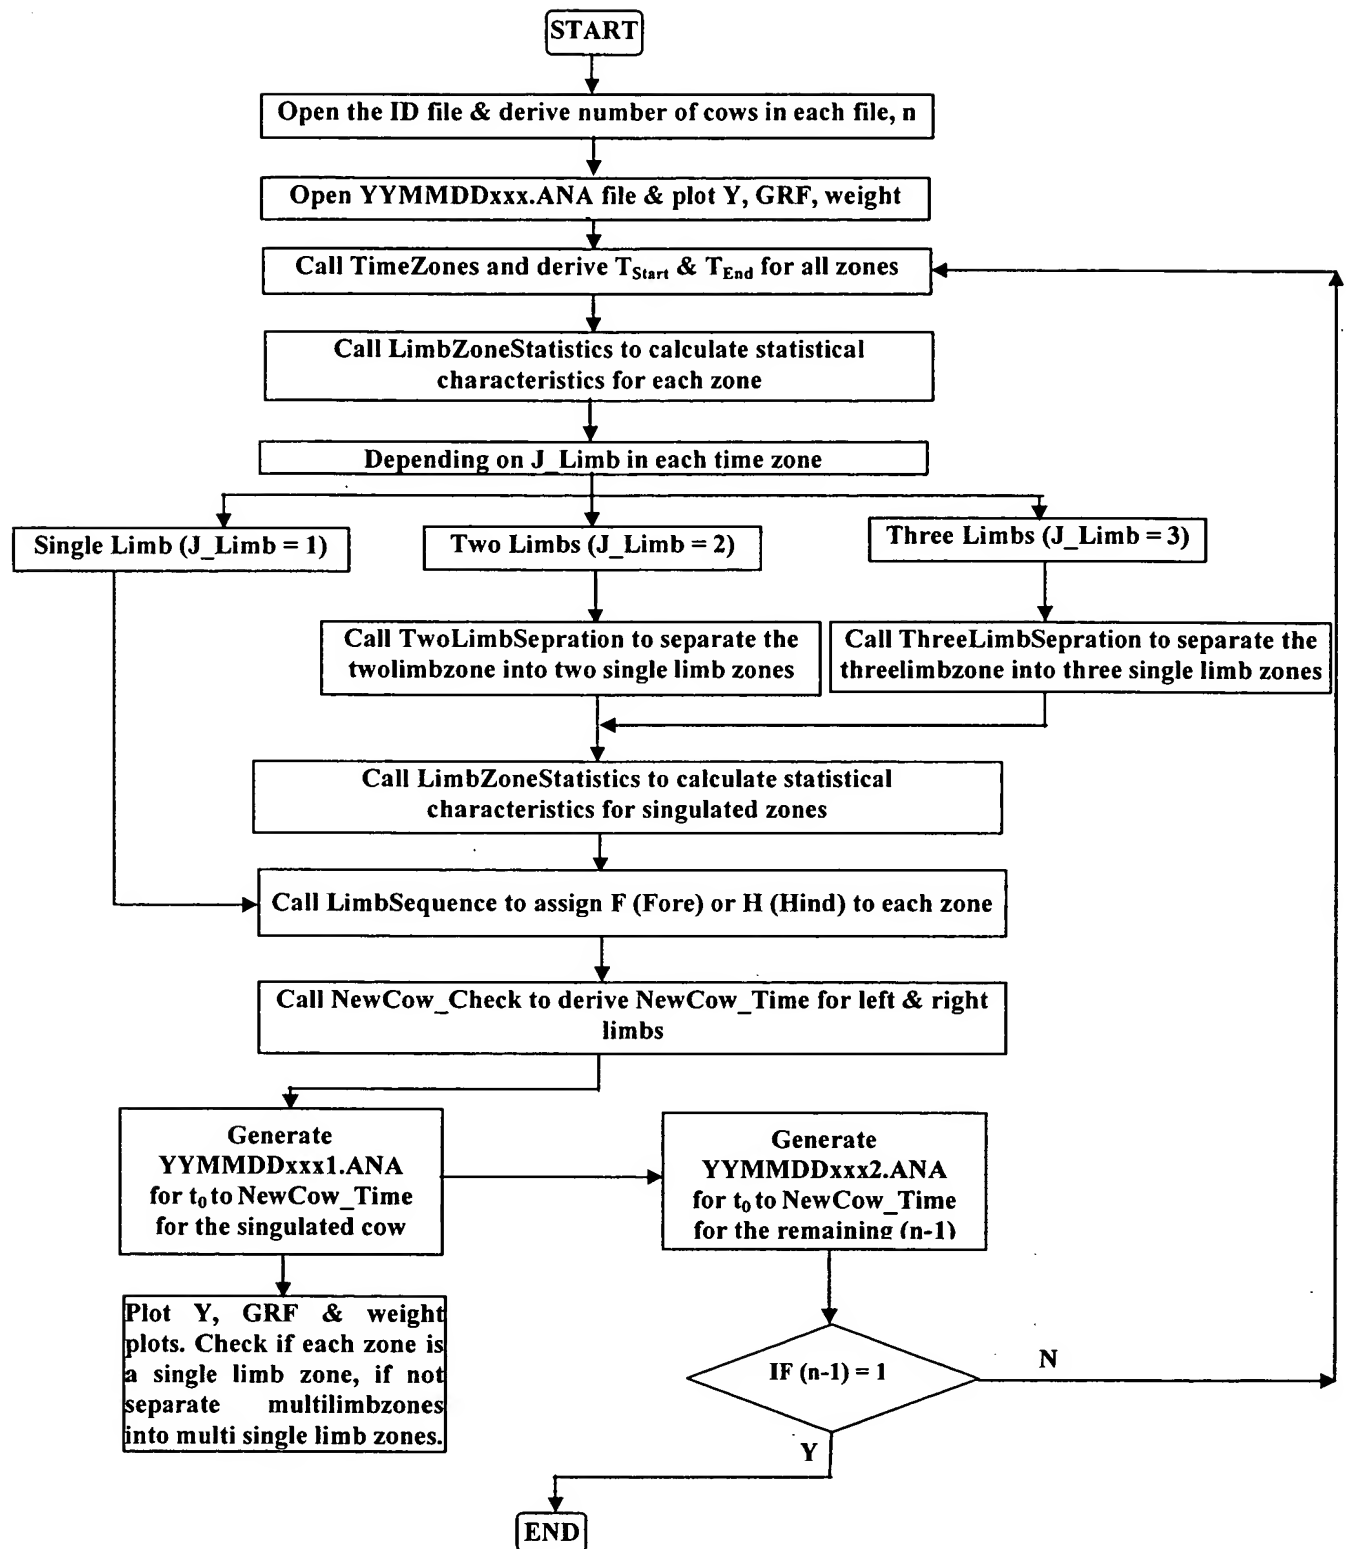 START
Open the ID file & derive number of cows in each file, n
Open YYMMDDxxx.ANA file & plot Y, GRF, weight
Call TimeZones and derive TStart & TEnd for all zones
Call LimbZoneStatistics to calculate statistical
characteristics for each zone
Depending on J_Limb in each time zone
Single Limb (J_Limb = 1)
Two Limbs (J_Limb = 2)
Three Limbs (J_Limb = 3)
Call TwoLimbSepration to separate the
twolimbzone into two single limb zones
Call ThreeLimbSepration to separate the
threelimbzone into three single limb zones
Call LimbZoneStatistics to calculate statistical
characteristics for singulated zones
Call LimbSequence to assign F (Fore) or H (Hind) to each zone
Call NewCow_Check to derive NewCow_Time for left & right
limbs
Generate
YYMMDDxxx1.ANA
for t0 to NewCow_Time
for the singulated cow
Generate
YYMMDDxxx2.ANA
for t0 to NewCow_Time
for the remaining (n-1)
Plot Y, GRF & weight
plots. Check if each zone is
a single limb zone, if not
separate multilimbzones
into multi single limb zones.
IF (n-1) = 1
N
Y
END